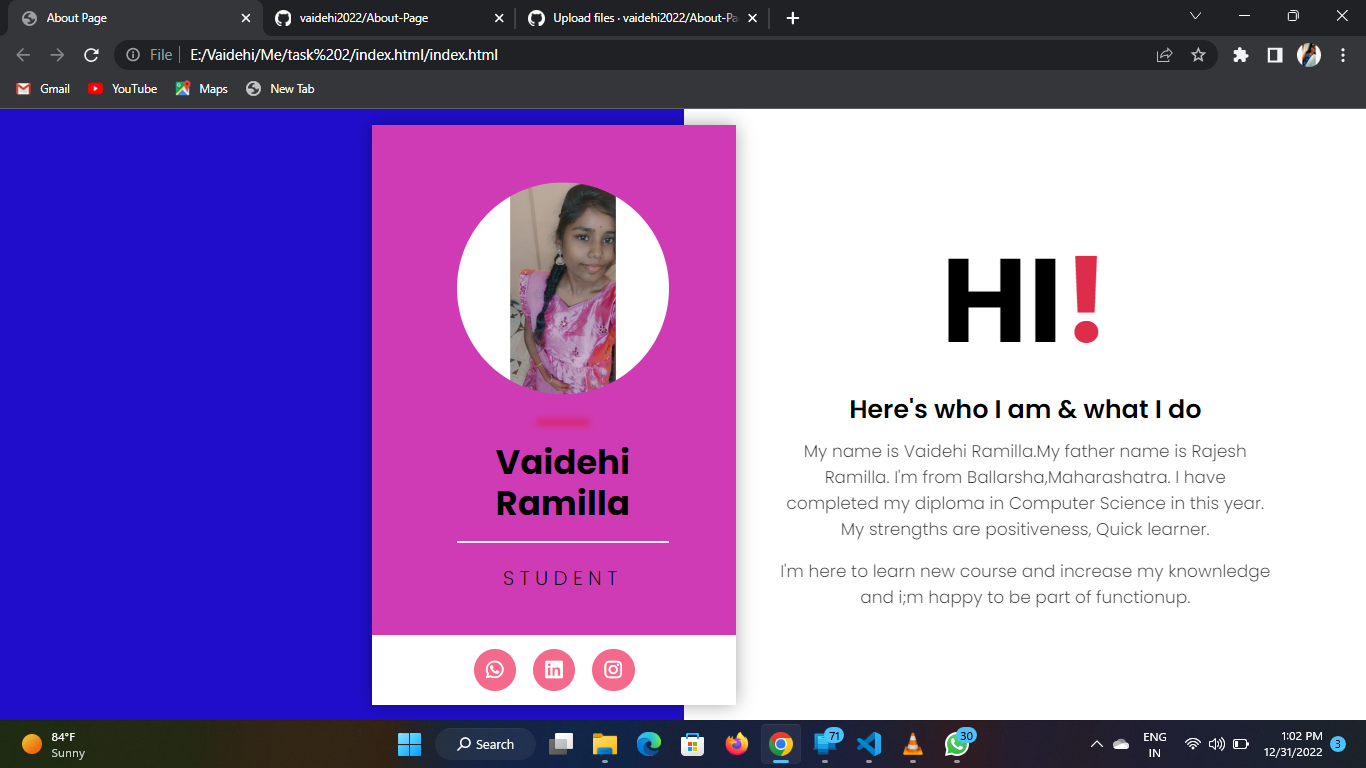 About Page
vaidehi2022/About-Page
Upload files · vaidehi2022/About-Pa
File | E:/Vaidehi/Me/task%202/index.html/index.html
Gmail
YouTube
Maps
New Tab
Vaidehi
Ramilla
STUDENT
HI!
Here's who I am & what I do
My name is Vaidehi Ramilla.My father name is Rajesh
Ramilla. I'm from Ballarsha,Maharashatra. I have
completed my diploma in Computer Science in this year.
My strengths are positiveness, Quick learner.
I'm here to learn new course and increase my knownledge
and i;m happy to be part of functionup.
84°F
Sunny
Search
71
30
ENG
IN
1:02 PM
12/31/2022
3